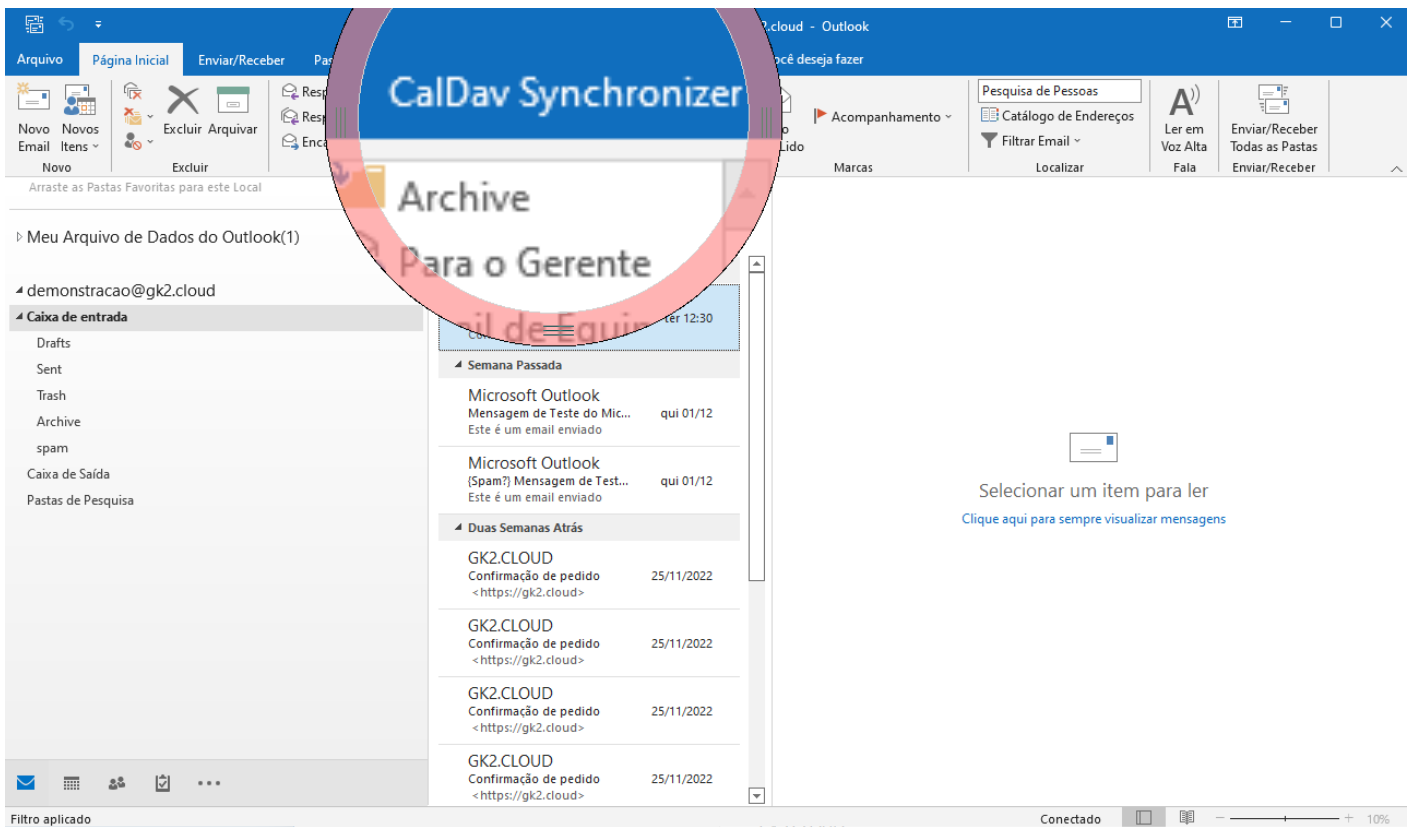 2.cloud - Outlook
Arquivo Página Inicial Enviar/Receber
CalDav Synchronizer
Novo Email
Novos Itens
Excluir
Arquivar
Acompanhamento
Pesquisa de Pessoas
Catálogo de Endereços
Filtrar Email
Ler em Voz Alta
Enviar/Receber Todas as Pastas
Novo
Excluir
Marcas
Localizar
Fala
Enviar/Receber
Archive
Para o Gerente
Arraste as Pastas Favoritas para este Local
Meu Arquivo de Dados do Outlook(1)
demonstracao@gk2.cloud
Caixa de entrada
Drafts
Sent
Trash
Archive
spam
Caixa de Saída
Pastas de Pesquisa
ter 12:30
Semana Passada
Microsoft Outlook
Mensagem de Teste do Mic... qui 01/12
Este é um email enviado
Microsoft Outlook
{Spam?} Mensagem de Test... qui 01/12
Este é um email enviado
Duas Semanas Atrás
GK2.CLOUD
Confirmação de pedido 25/11/2022
<https://gk2.cloud>
GK2.CLOUD
Confirmação de pedido 25/11/2022
<https://gk2.cloud>
GK2.CLOUD
Confirmação de pedido 25/11/2022
<https://gk2.cloud>
GK2.CLOUD
Confirmação de pedido 25/11/2022
<https://gk2.cloud>
Selecionar um item para ler
Clique aqui para sempre visualizar mensagens
Filtro aplicado
Conectado
10%